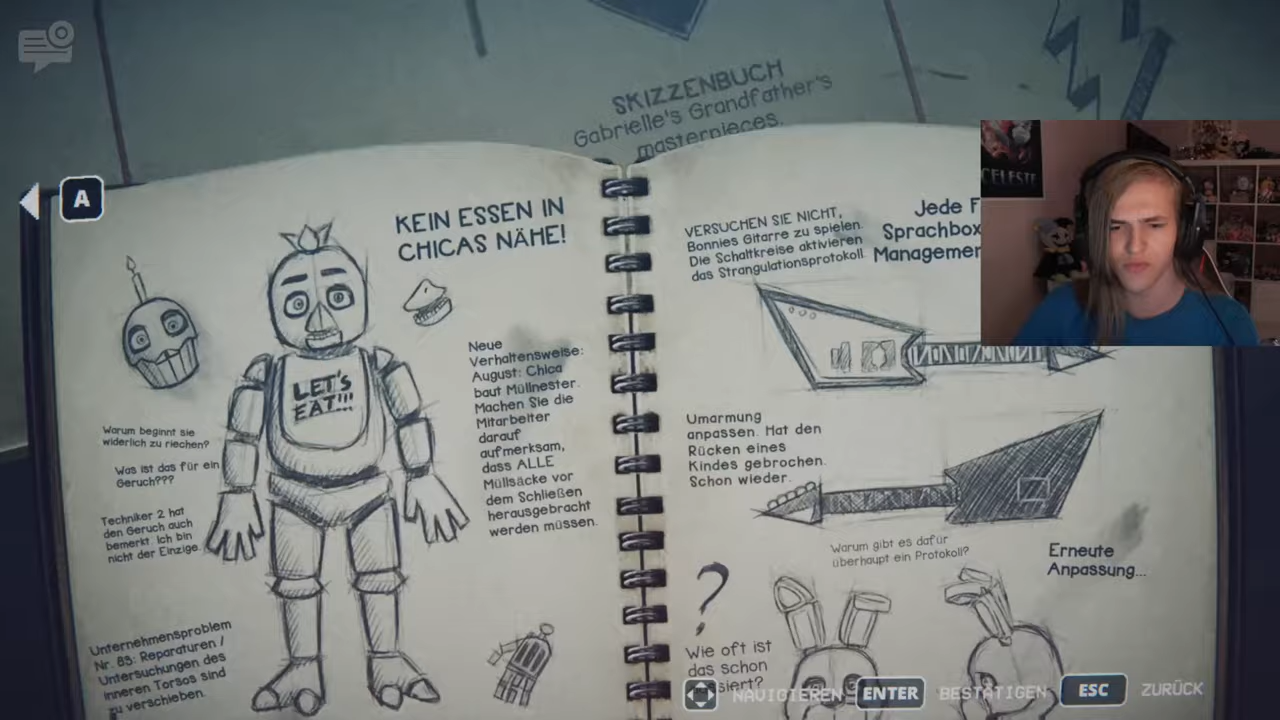 SKIZZENBUCH
Gabrielle's Grandfather's
masterpieces.
A
KEIN ESSEN IN
CHICAS NÄHE!
LET'S
EAT!!!
Neue
Verhaltensweise:
August: Chica
baut Müllnester.
Machen Sie die
Mitarbeiter
darauf
aufmerksam,
dass ALLE
Müllsäcke vor
dem Schließen
herausgebracht
werden müssen.
Warum beginnt sie
widerlich zu riechen?
Was ist das für ein
Geruch???
Techniker 2 hat
den Geruch auch
bemerkt. Ich bin
nicht der Einzige.
Unternehmensproblem
Nr. 83: Reparaturen /
Untersuchungen des
inneren Torsos sind
zu verschieben.
VERSUCHEN SIE NICHT,
Bonnies Gitarre zu spielen.
Die Schaltkreise aktivieren
das Strangulationsprotokoll.
Jede F
Sprachbox
Managemen
CELESTE
Umarmung
anpassen. Hat den
Rücken eines
Kindes gebrochen.
Schon wieder.
Warum gibt es dafür
überhaupt ein Protokoll?
Erneute
Anpassung...
?
Wie oft ist
das schon
siert?
NAVIGIEREN ENTER BESTÄTIGEN ESC ZURÜCK